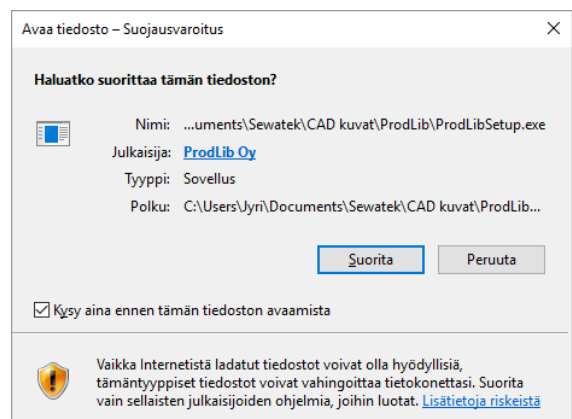 Avaa tiedosto – Suojausvaroitus
Haluatko suorittaa tämän tiedoston?
Nimi: ...uments\Sewatek\CAD kuvat\ProdLib\ProdLibSetup.exe
Julkaisija: ProdLib Oy
Tyyppi: Sovellus
Polku: C:\Users\Jyri\Documents\Sewatek\CAD kuvat\ProdLib...
Suorita Peruuta
Kysy aina ennen tämän tiedoston avaamista
Vaikka Internetistä ladatut tiedostot voivat olla hyödyllisiä,
tämäntyyppiset tiedostot voivat vahingoittaa tietokonettasi. Suorita
vain sellaisten julkaisijoiden ohjelmia, joihin luotat. Lisätietoja riskeistä